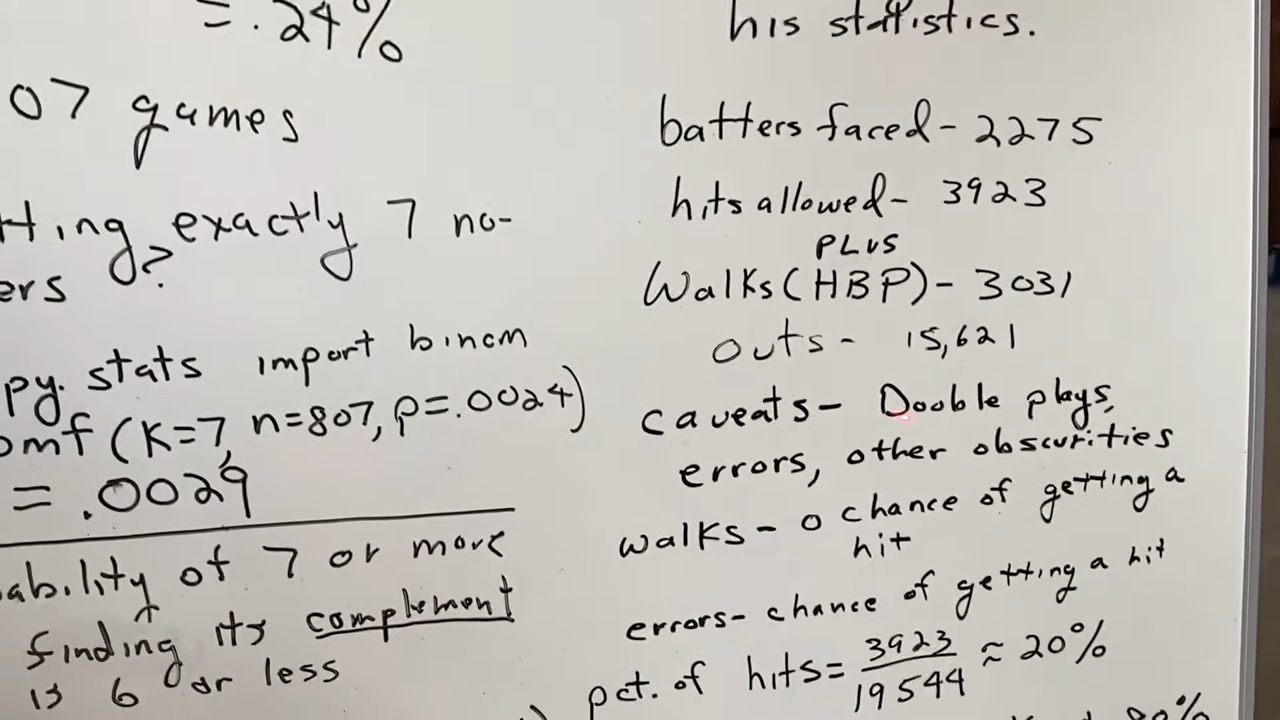 = .24%
07 games
tting exactly 7 no-
ers ?
py. stats import binom
omf (K=7, n=807, p=.0024)
= .0029
ability of 7 or more
finding its complement
is 6 or less
his statistics.
batters faced- 2275
hits allowed- 3923
PLUS
Walks(HBP)- 3031
outs- 15,621
caveats- Dooble plays,
errors, other obscurities
walks- 0 chance of getting a
hit
errors- chance of getting a hit
pct. of hits= 3923/19544 ≈ 20%